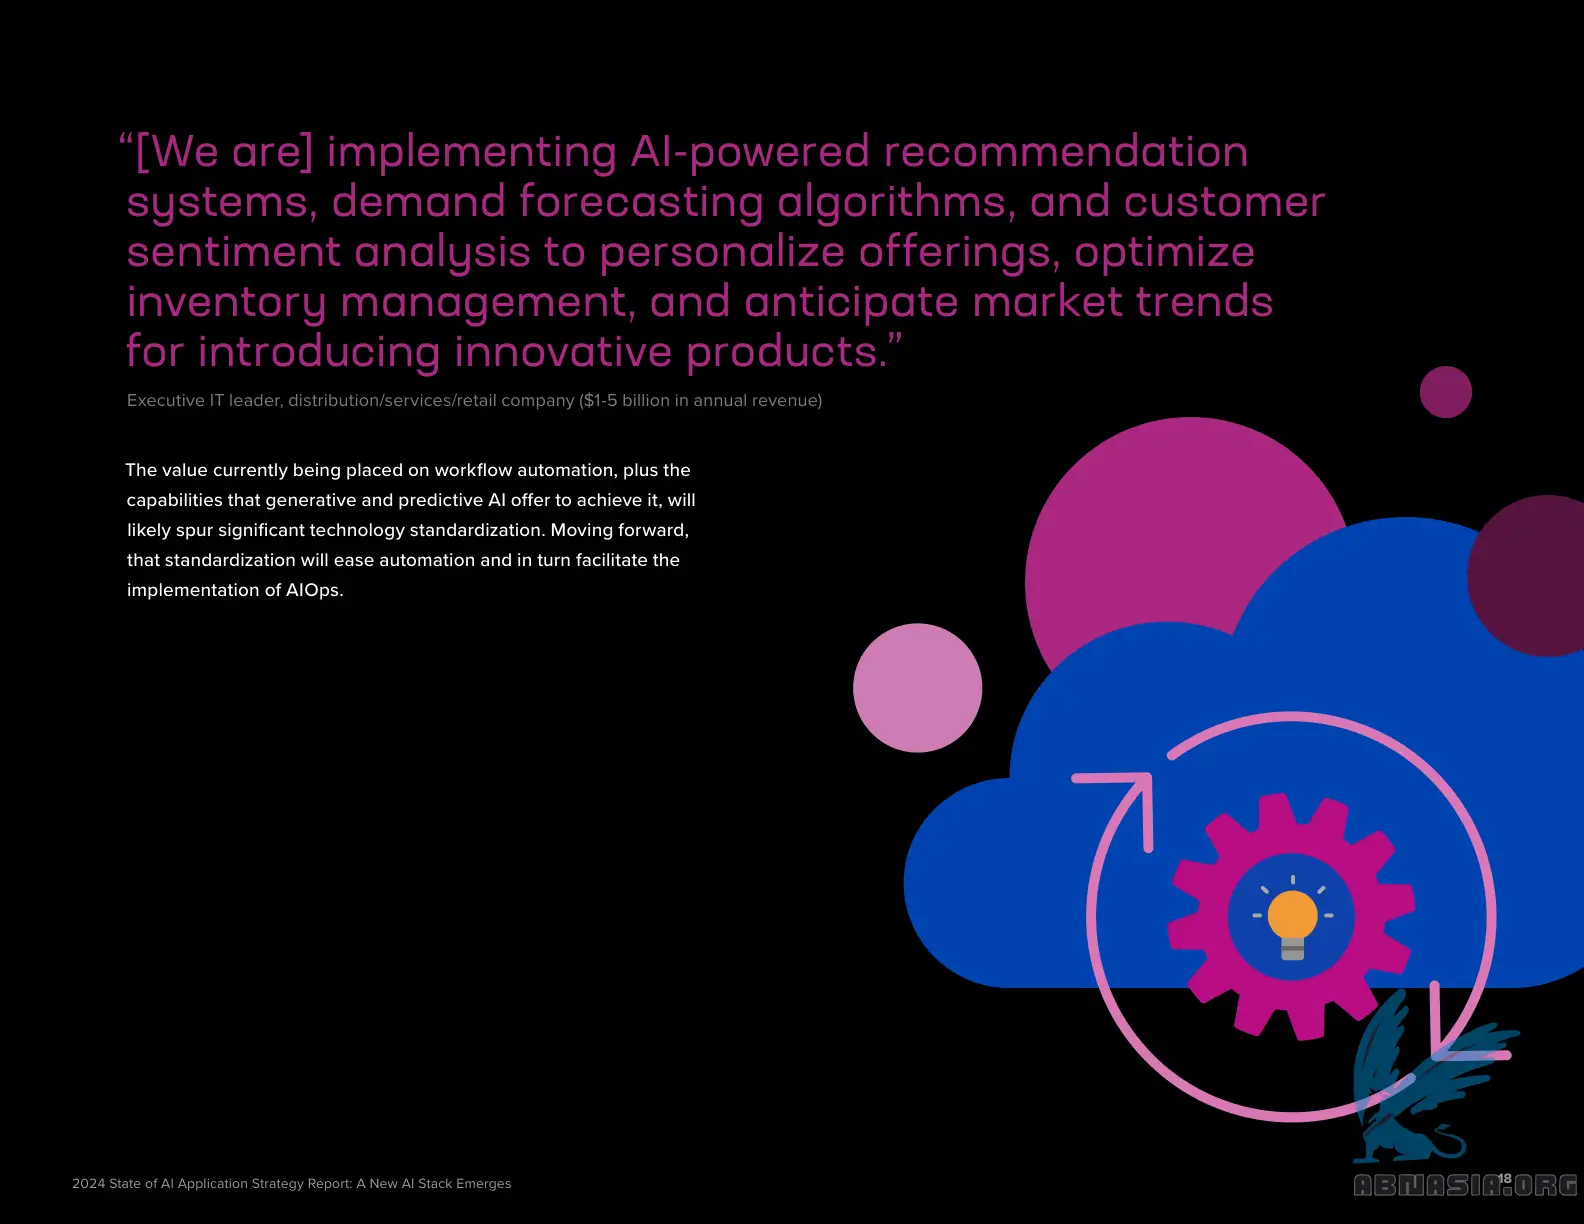 “[We are] implementing AI-powered recommendation
systems, demand forecasting algorithms, and customer
sentiment analysis to personalize offerings, optimize
inventory management, and anticipate market trends
for introducing innovative products.”
Executive IT leader, distribution/services/retail company ($1-5 billion in annual revenue)
The value currently being placed on workflow automation, plus the
capabilities that generative and predictive AI offer to achieve it, will
likely spur significant technology standardization. Moving forward,
that standardization will ease automation and in turn facilitate the
implementation of AIOps.
2024 State of AI Application Strategy Report: A New AI Stack Emerges
18
ABNASIA.ORG